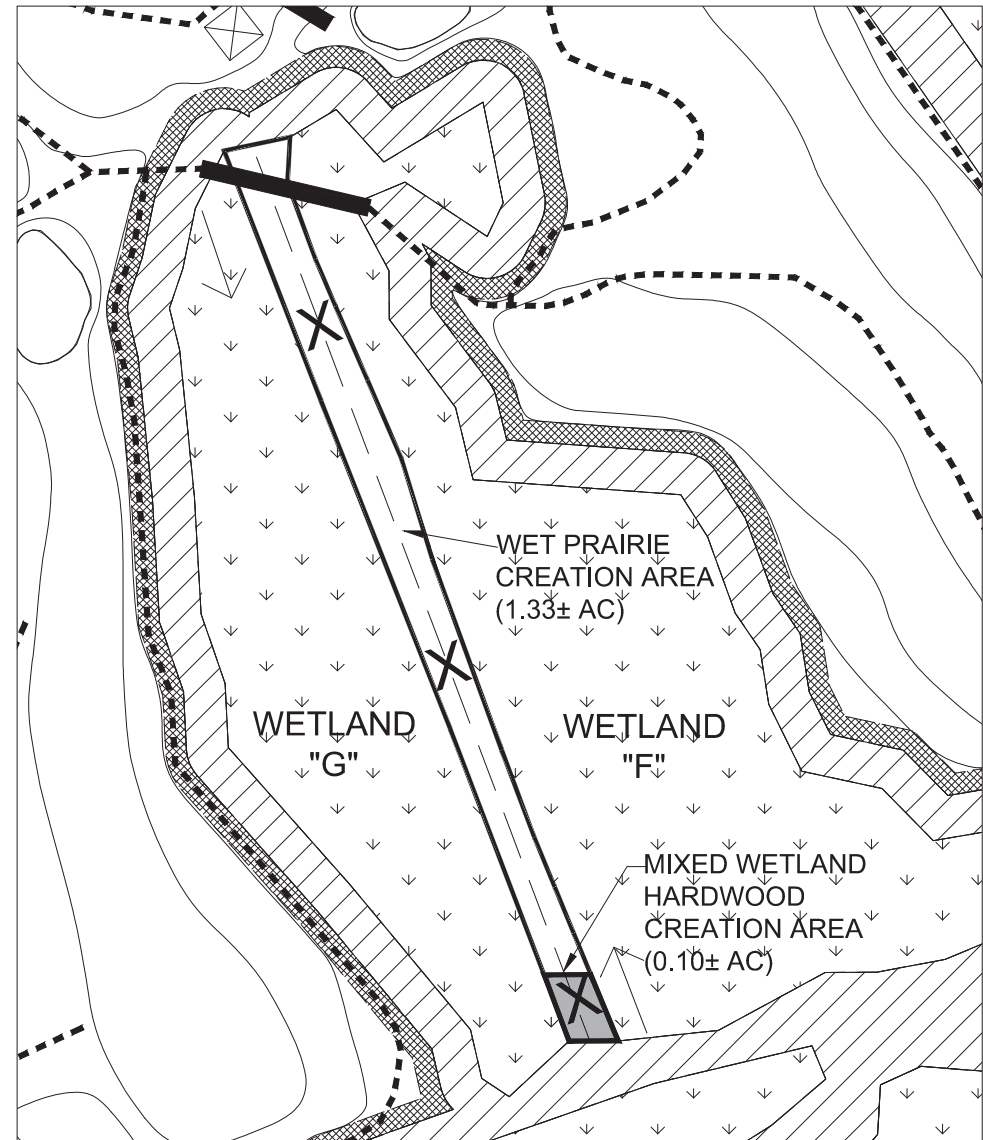 WET PRAIRIE
CREATION AREA
(1.33± AC)
WETLAND
"G"
WETLAND
"F"
MIXED WETLAND
HARDWOOD
CREATION AREA
(0.10± AC)